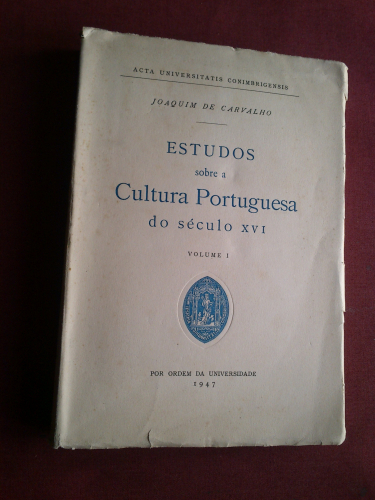 ACTA UNIVERSITATIS CONIMBRIGENSIS
JOAQUIM DE CARVALHO
ESTUDOS
sobre a
Cultura Portuguesa
do século XVI
VOLUME I
POR ORDEM DA UNIVERSIDADE
1947